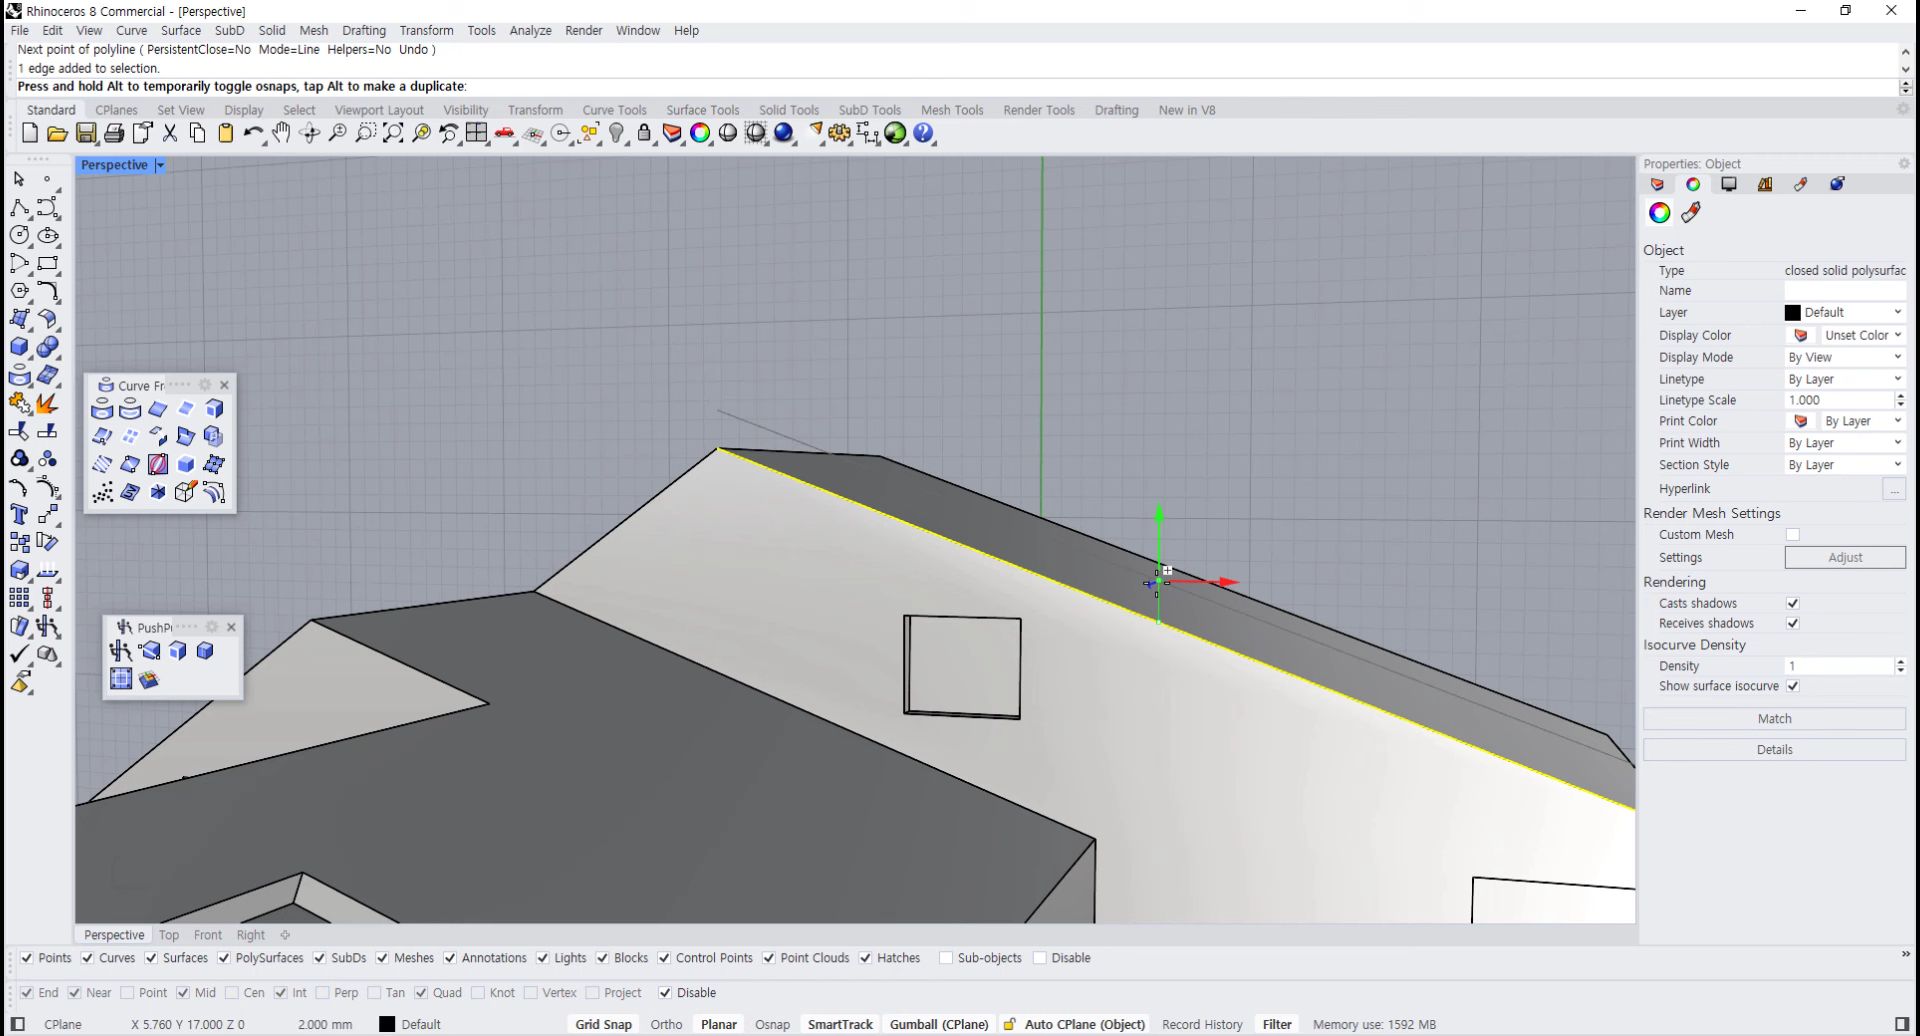 Rhinoceros 8 Commercial - [Perspective]
File Edit View Curve Surface SubD Solid Mesh Drafting Transform Tools Analyze Render Window Help
Next point of polyline ( PersistentClose=No Mode=Line Helpers=No Undo )
1 edge added to selection.
Press and hold Alt to temporarily toggle osnaps, tap Alt to make a duplicate:
Standard CPlanes Set View Display Select Viewport Layout Visibility Transform Curve Tools Surface Tools Solid Tools SubD Tools Mesh Tools Render Tools Drafting New in V8
Perspective
Properties: Object
Object
Type closed solid polysurfac
Name
Layer Default
Display Color Unset Color
Display Mode By View
Linetype By Layer
Linetype Scale 1.000
Print Color By Layer
Print Width By Layer
Section Style By Layer
Hyperlink ...
Render Mesh Settings
Custom Mesh
Settings Adjust
Rendering
Casts shadows
Receives shadows
Isocurve Density
Density 1
Show surface isocurve
Match
Details
Curve Fr
PushP
Perspective Top Front Right
Points Curves Surfaces PolySurfaces SubDs Meshes Annotations Lights Blocks Control Points Point Clouds Hatches Sub-objects Disable
End Near Point Mid Cen Int Perp Tan Quad Knot Vertex Project Disable
CPlane X 5.760 Y 17.000 Z 0 2.000 mm Default Grid Snap Ortho Planar Osnap SmartTrack Gumball (CPlane) Auto CPlane (Object) Record History Filter Memory use: 1592 MB